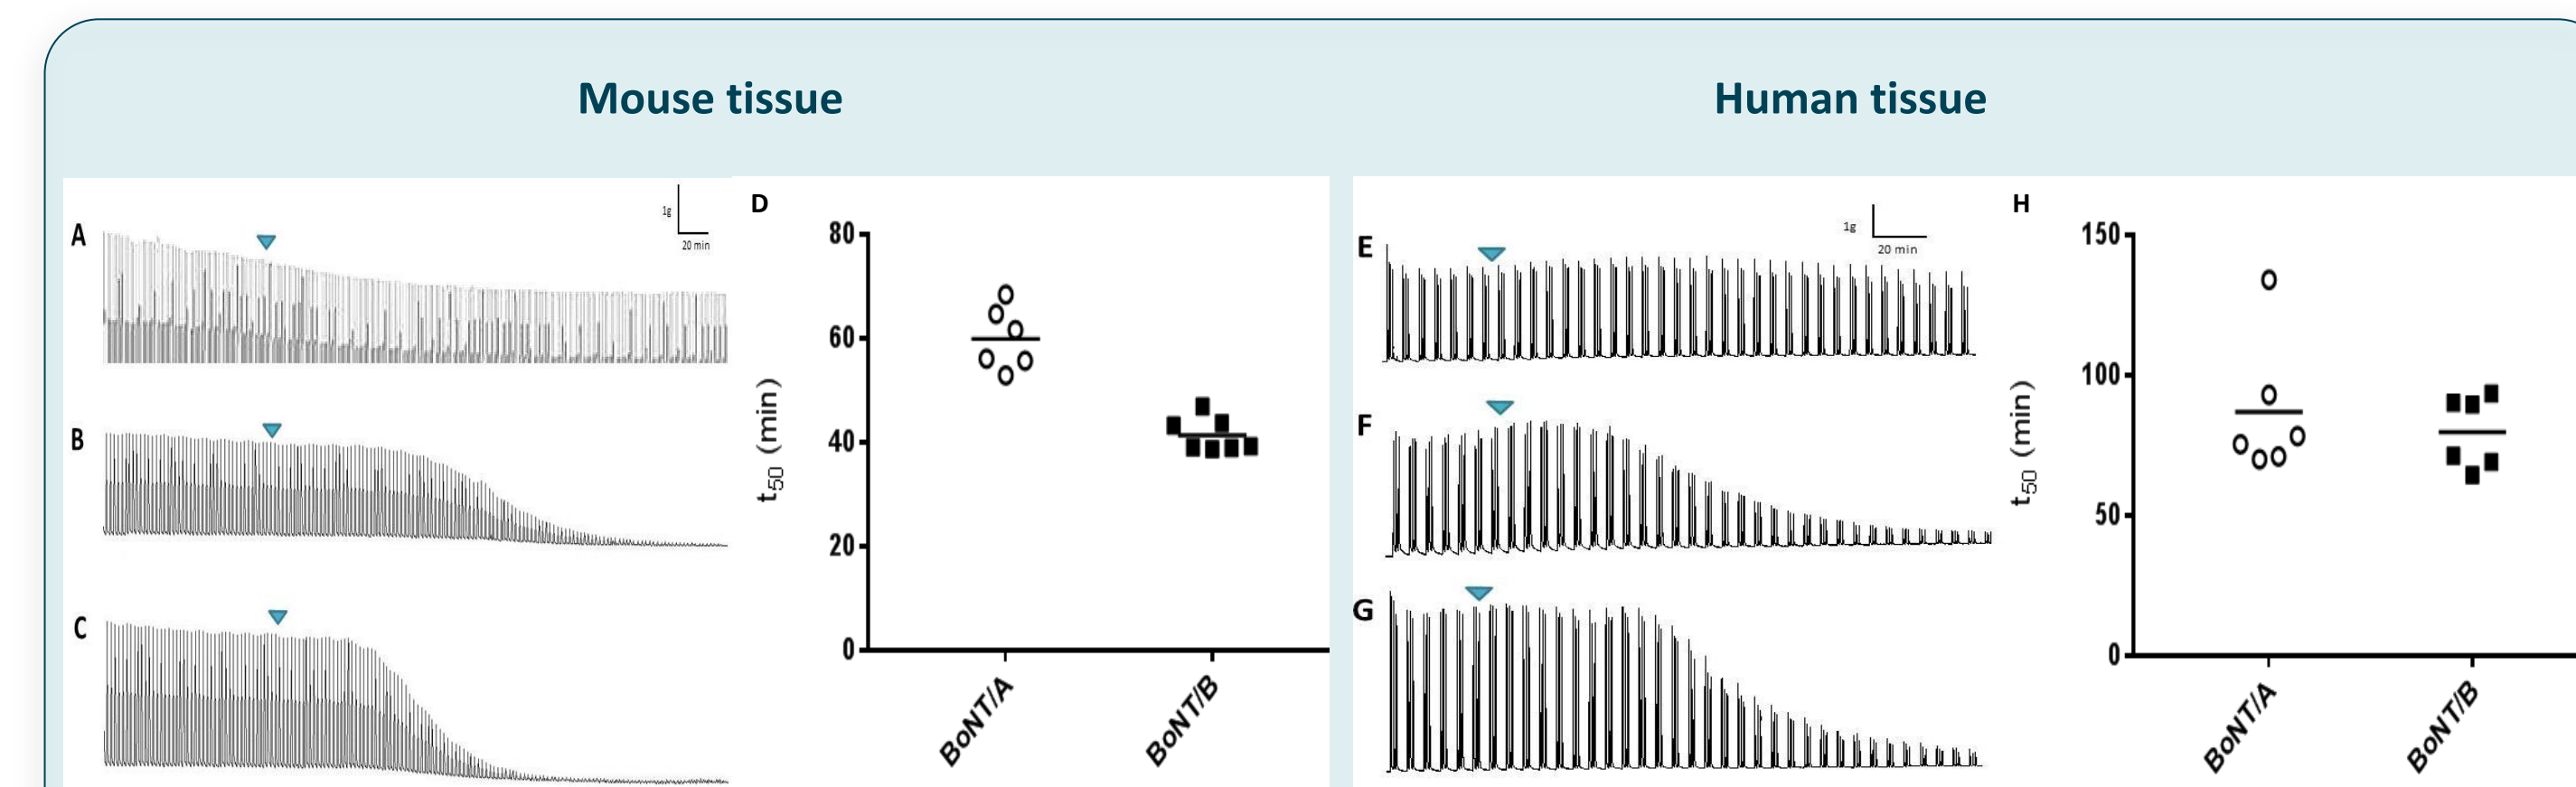 Mouse tissue
Human tissue
A
1g
20 min
B
C
D
80
60
40
20
0
t50 (min)
BoNT/A
BoNT/B
E
1g
20 min
F
G
H
150
100
50
0
t50 (min)
BoNT/A
BoNT/B